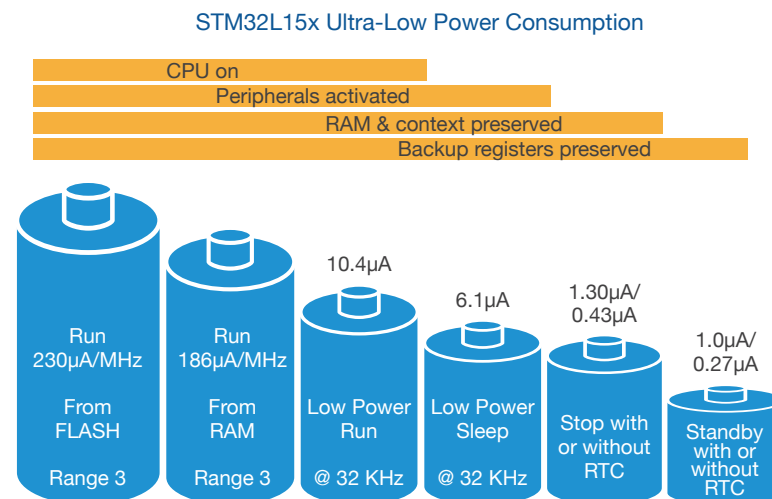 STM32L15x Ultra-Low Power Consumption
CPU on
Peripherals activated
RAM & context preserved
Backup registers preserved
Run
230µA/MHz
From
FLASH
Range 3
Run
186µA/MHz
From
RAM
Range 3
10.4µA
Low Power
Run
@ 32 KHz
6.1µA
Low Power
Sleep
@ 32 KHz
1.30µA/
0.43µA
Stop with
or without
RTC
1.0µA/
0.27µA
Standby
with or
without
RTC